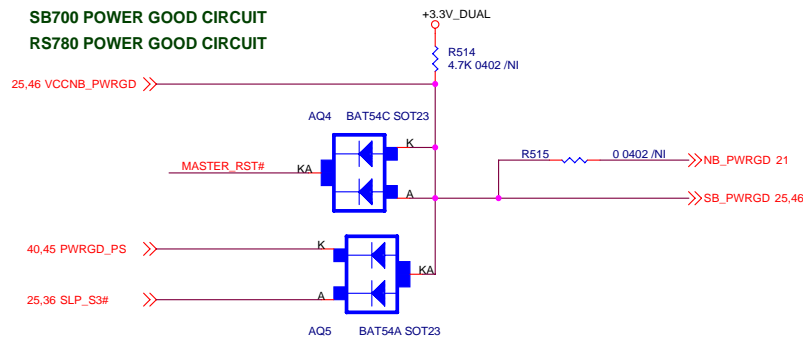 SB700 POWER GOOD CIRCUIT
RS780 POWER GOOD CIRCUIT
+3.3V_DUAL
R514
4.7K 0402 /NI
25,46 VCCNB_PWRGD
AQ4 BAT54C SOT23
K
MASTER_RST#
KA
A
R515 0 0402 /NI
NB_PWRGD 21
SB_PWRGD 25,46
40,45 PWRGD_PS
K
KA
25,36 SLP_S3#
A
AQ5 BAT54A SOT23